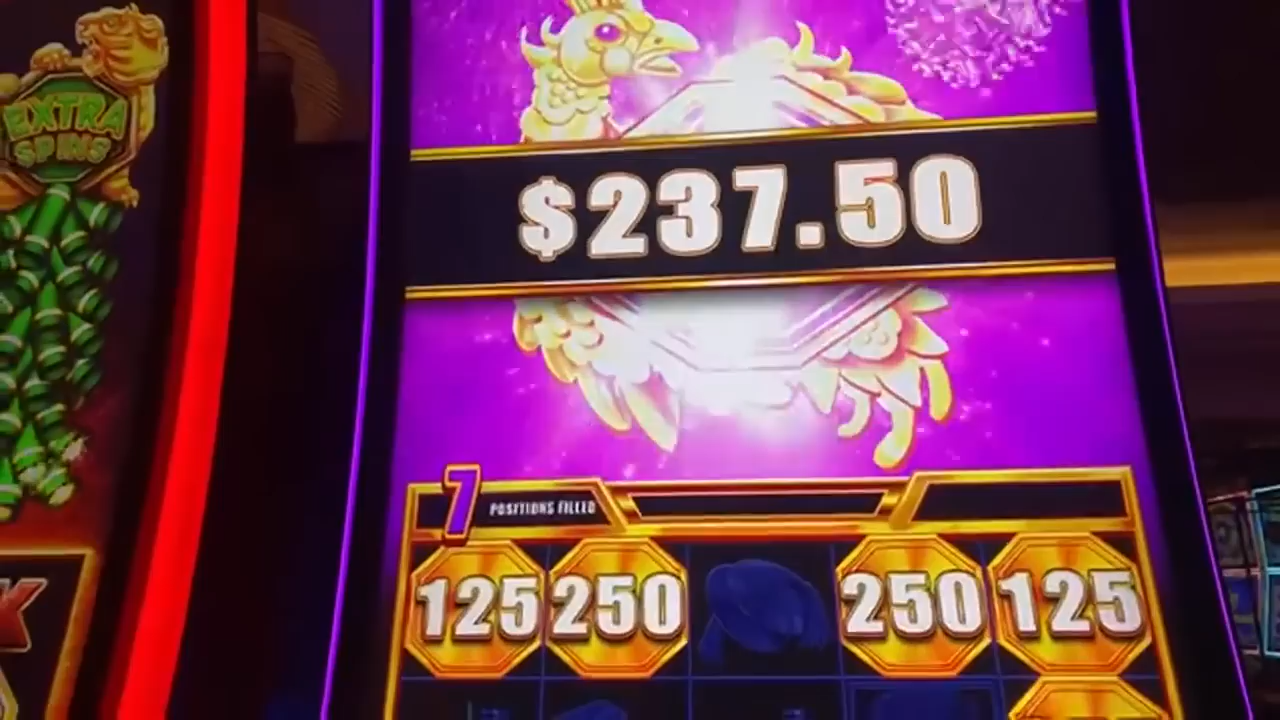 EXTRA
SPINS
$237.50
7 POSITIONS FILLED
125 250 250 125
K